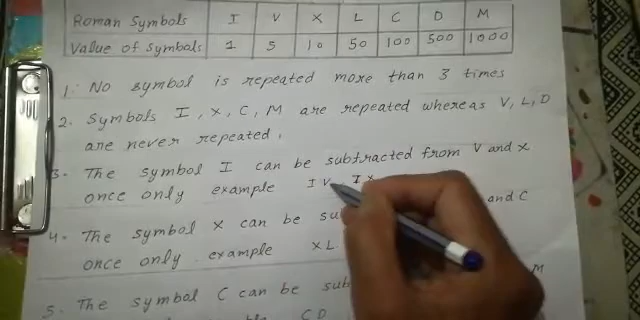 Roman Symbols I V X L C D M
Value of Symbols 1 5 10 50 100 500 1000
1. No symbol is repeated more than 3 times
2. Symbols I, X, C, M are repeated whereas V, L, D
are never repeated.
3. The symbol I can be subtracted from V and X
once only example IV IX
4. The symbol X can be and C
once only example XL
5. The symbol C can be M
CD